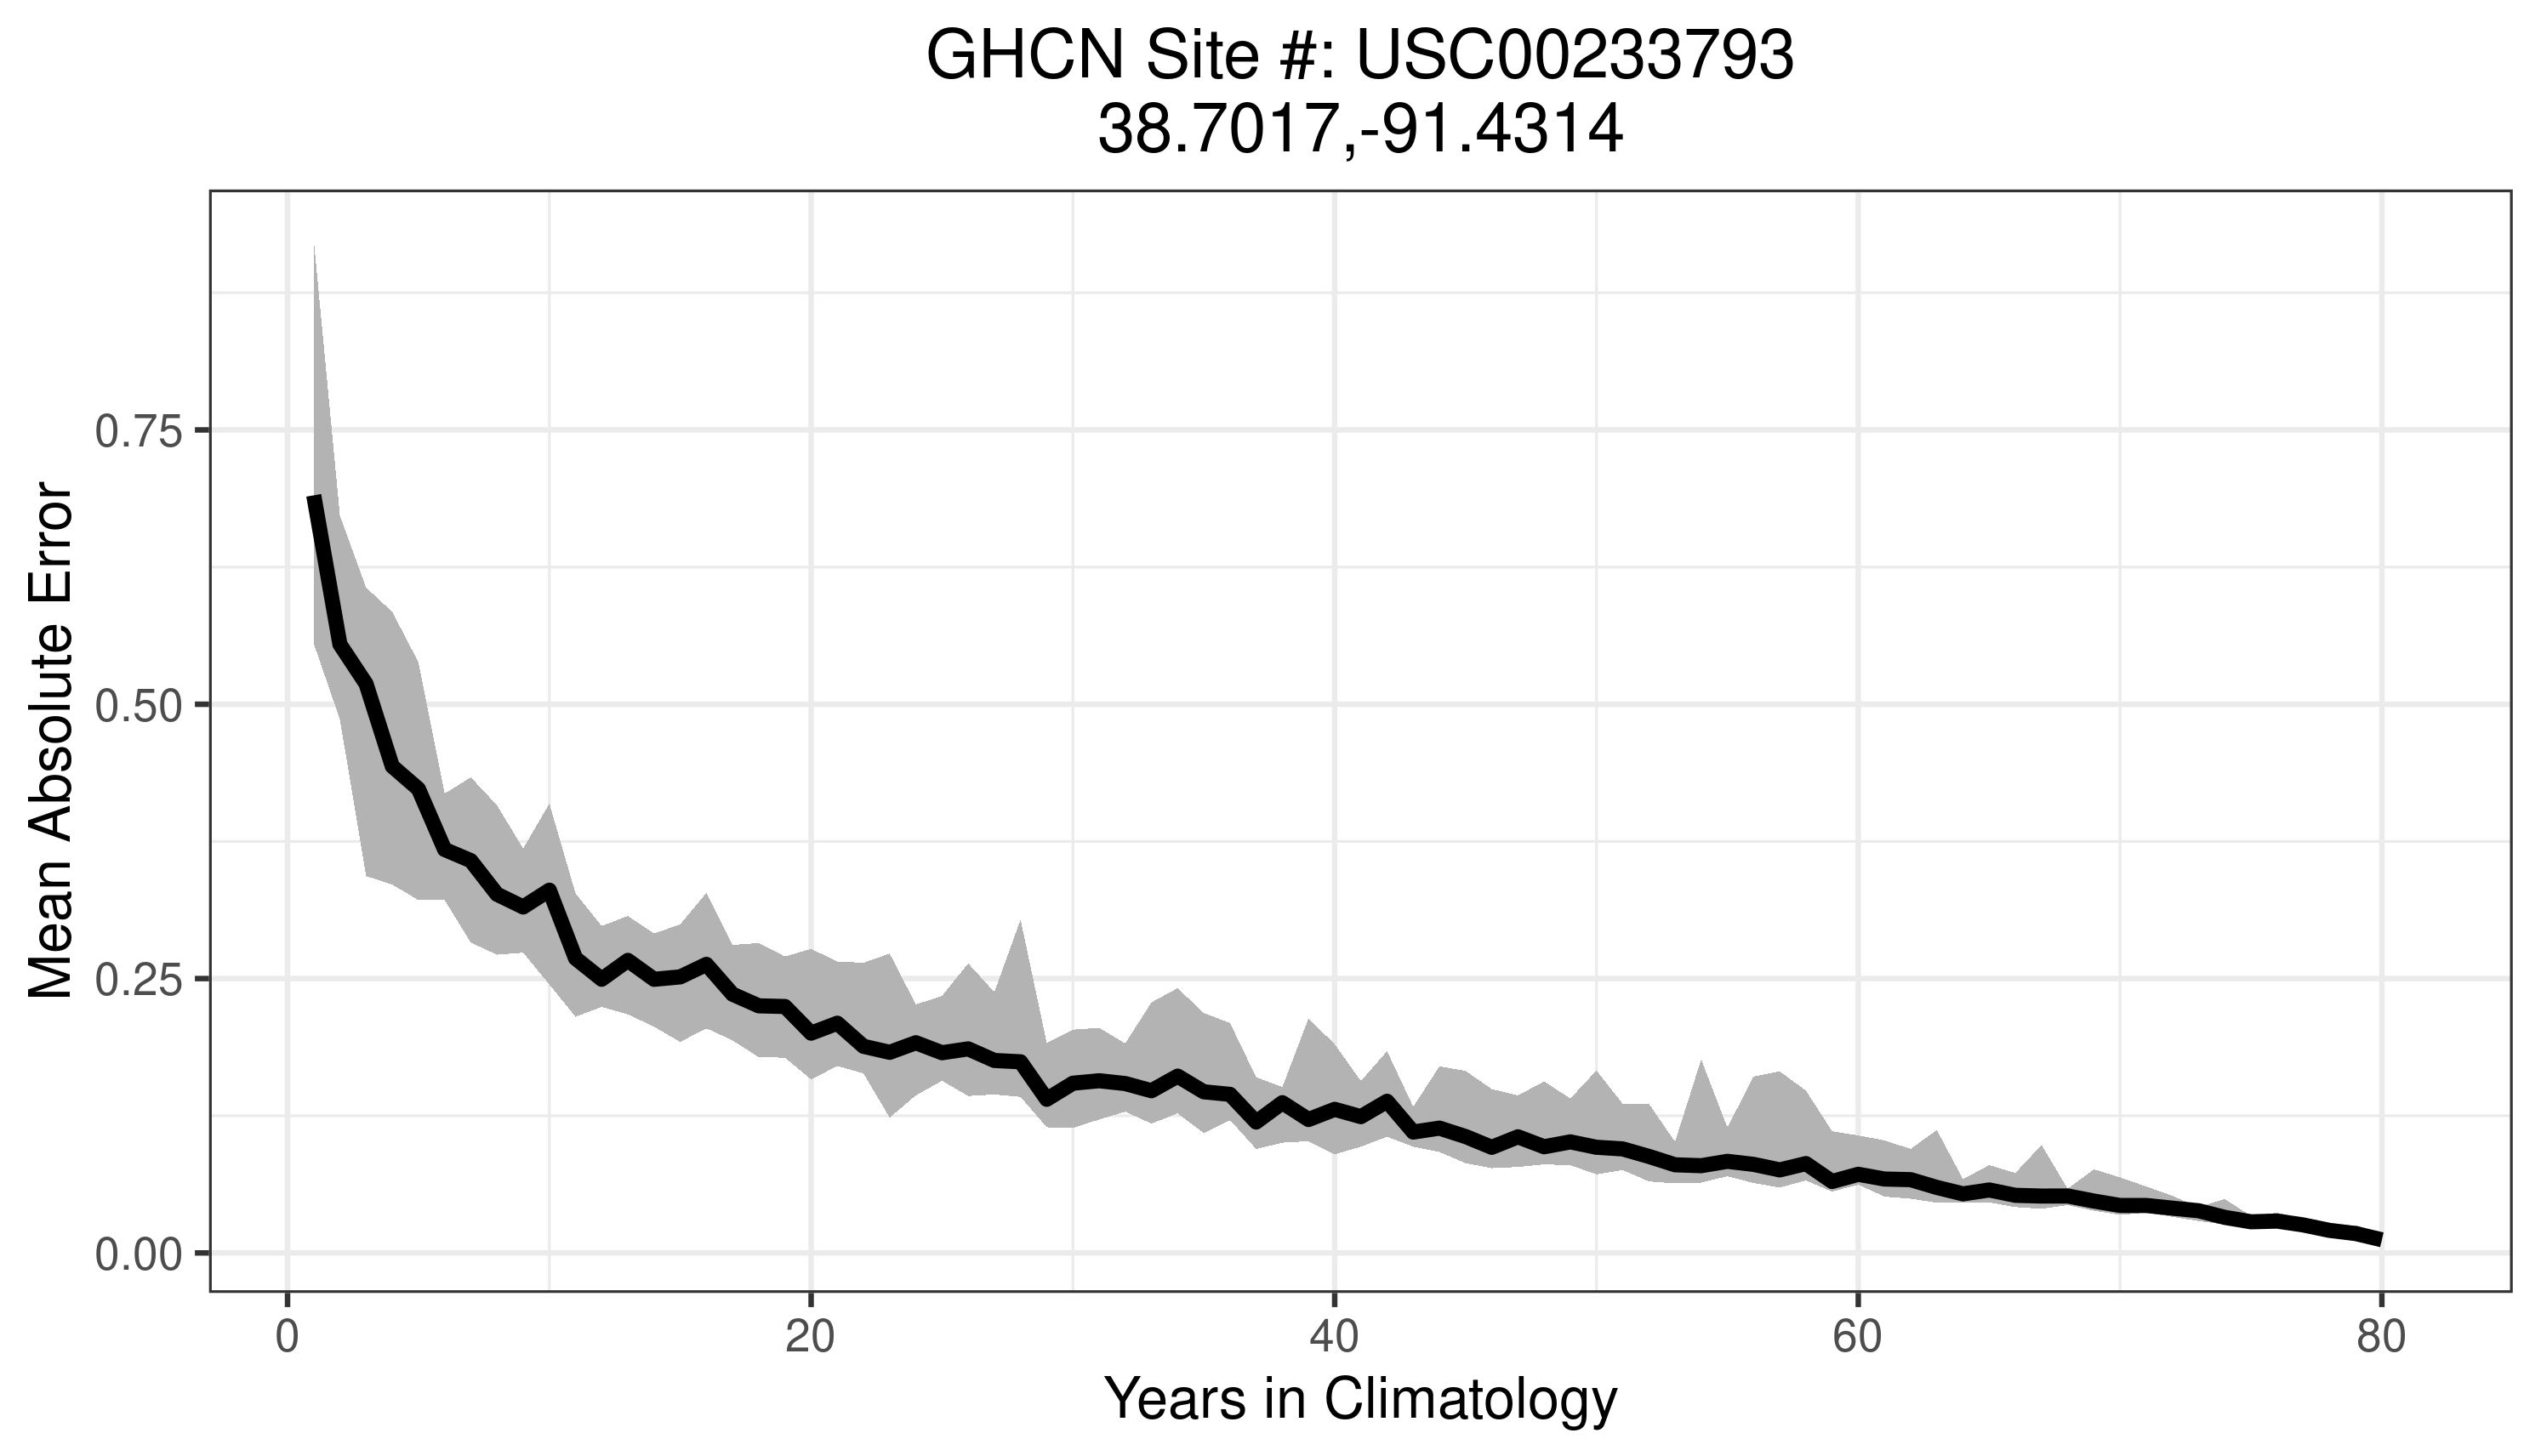 GHCN Site #: USC00233793
38.7017,-91.4314
Mean Absolute Error
0.75
0.50
0.25
0.00
0 20 40 60 80
Years in Climatology